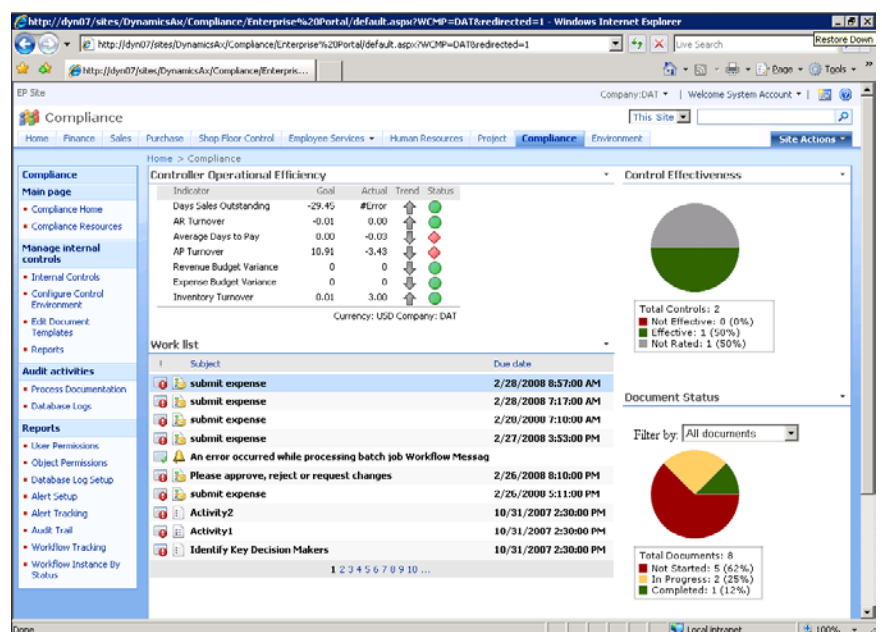 http://dyn07/sites/DynamicsAx/Compliance/Enterprise%20Portal/default.aspx?WCMP=DAT&redirected=1 - Windows Internet Explorer
Restore Down
http://dyn07/sites/DynamicsAx/Compliance/Enterprise%20Portal/default.aspx?WCMP=DAT&redirected=1
Live Search
http://dyn07/sites/DynamicsAx/Compliance/Enterpris...
Page Tools
EP Site
Company:DAT | Welcome System Account |
Compliance
This Site
Home Finance Sales Purchase Shop Floor Control Employee Services Human Resources Project Compliance Environment
Site Actions
Home > Compliance
Compliance
Main page
Compliance Home
Compliance Resources
Manage internal
controls
Internal Controls
Configure Control
Environment
Edit Document
Templates
Reports
Audit activities
Process Documentation
Database Logs
Reports
User Permissions
Object Permissions
Database Log Setup
Alert Setup
Alert Tracking
Audit Trail
Workflow Tracking
Workflow Instance By
Status
Controller Operational Efficiency
Indicator Goal Actual Trend Status
Days Sales Outstanding -29.45 #Error
AR Turnover -0.01 0.00
Average Days to Pay 0.00 -0.03
AP Turnover 10.91 -3.43
Revenue Budget Variance 0 0
Expense Budget Variance 0 0
Inventory Turnover 0.01 3.00
Currency: USD Company: DAT
Work list
! Subject Due date
submit expense 2/28/2008 8:57:00 AM
submit expense 2/28/2008 7:17:00 AM
submit expense 2/28/2008 7:10:00 AM
submit expense 2/27/2008 3:53:00 PM
An error occurred while processing batch job Workflow Messag
Please approve, reject or request changes 2/26/2008 8:10:00 PM
submit expense 2/26/2008 5:11:00 PM
Activity2 10/31/2007 2:30:00 PM
Activity1 10/31/2007 2:30:00 PM
Identify Key Decision Makers 10/31/2007 2:30:00 PM
1 2 3 4 5 6 7 8 9 10 ...
Control Effectiveness
Total Controls: 2
Not Effective: 0 (0%)
Effective: 1 (50%)
Not Rated: 1 (50%)
Document Status
Filter by: All documents
Total Documents: 8
Not Started: 5 (62%)
In Progress: 2 (25%)
Completed: 1 (12%)
Done
Local intranet
100%